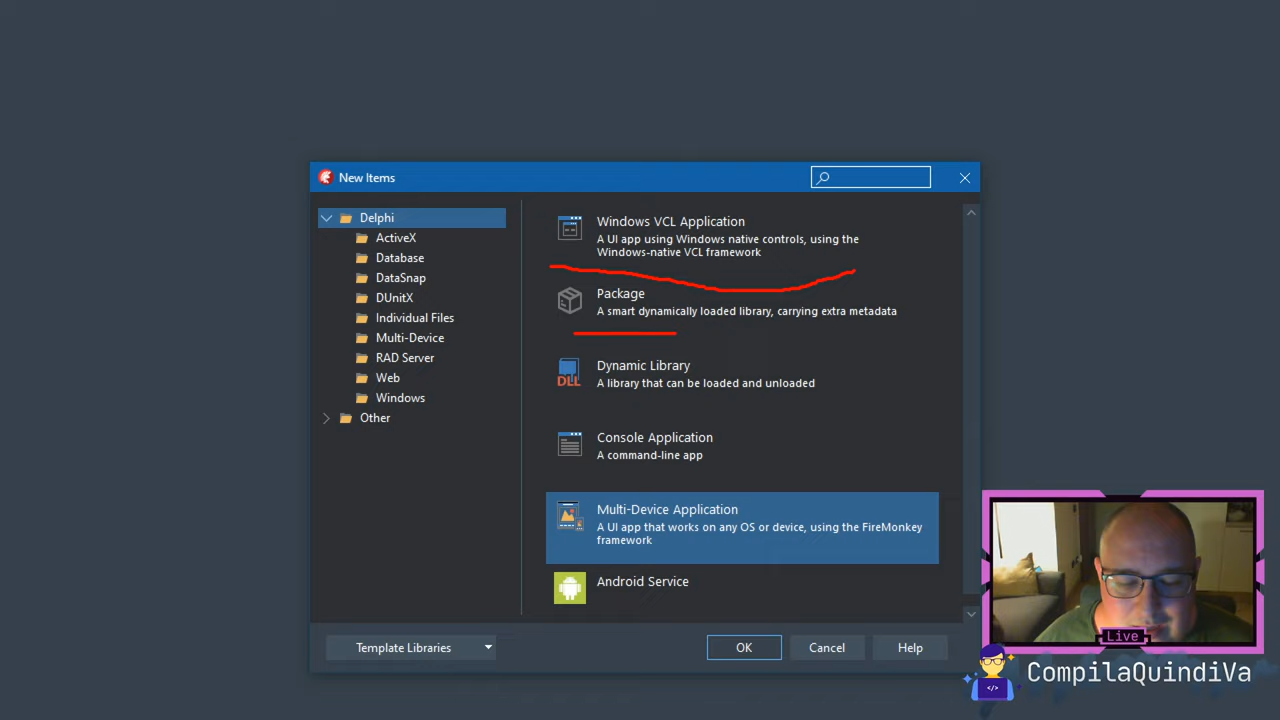 New Items
Delphi
ActiveX
Database
DataSnap
DUnitX
Individual Files
Multi-Device
RAD Server
Web
Windows
Other
Windows VCL Application
A UI app using Windows native controls, using the
Windows-native VCL framework
Package
A smart dynamically loaded library, carrying extra metadata
DLL
Dynamic Library
A library that can be loaded and unloaded
Console Application
A command-line app
Multi-Device Application
A UI app that works on any OS or device, using the FireMonkey
framework
Android Service
Template Libraries
OK
Cancel
Help
Live
</>
CompilaQuindiVa